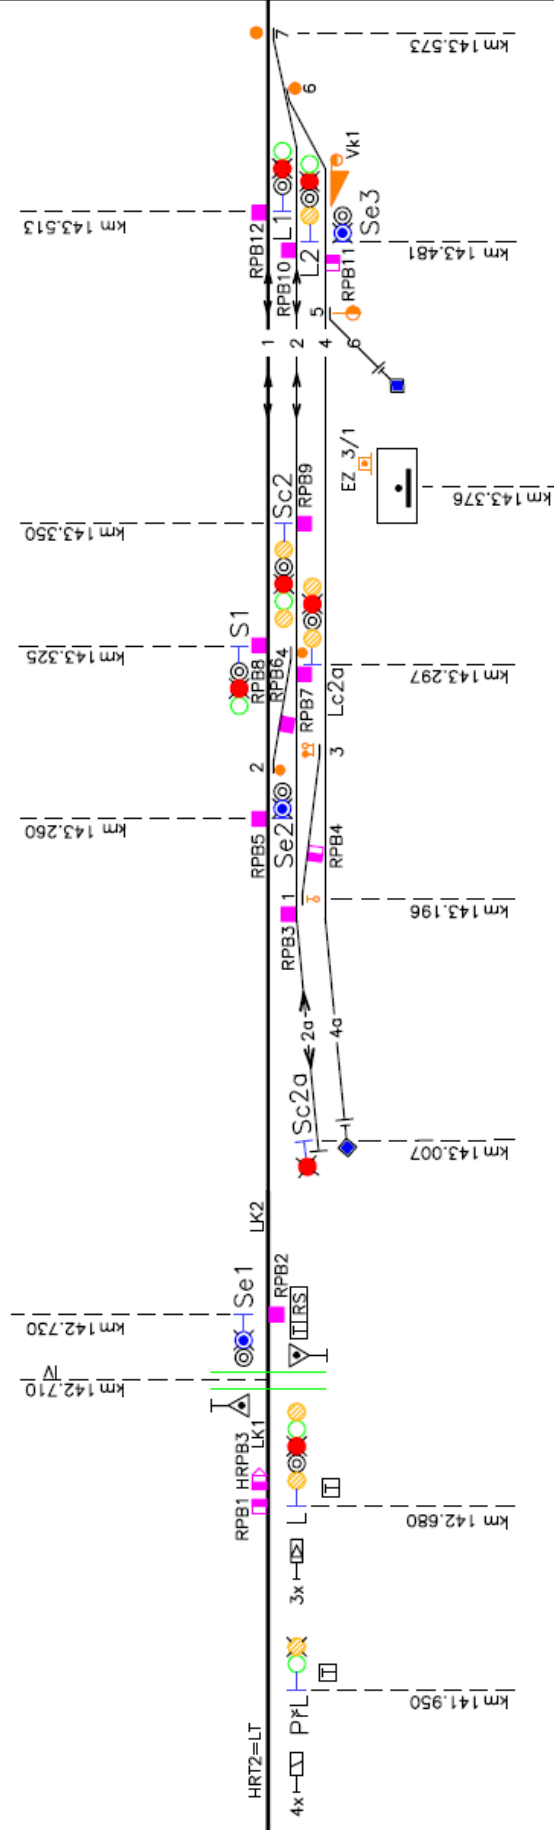 7
km 143.573
6
Vk1
km 143.513
RPB12
L1
Se3
RPB10
L2
RPB11
km 143.481
5
1
2
4
6
EZ 3/1
km 143.376
Sc2
RPB9
km 143.350
S1
km 143.325
RPB8
RPB6
4
RPB7
Lc2a
km 143.297
2
3
km 143.260
RPB5
Se2
RPB4
1
km 143.196
RPB3
2a
4a
Sc2a
km 143.007
LK2
Se1
RPB2
km 142.730
T RS
IV
km 142.710
LK1
HRPB3
RPB1
L
T
km 142.680
3x
T
PřL
km 141.950
HRT2=LT
4x